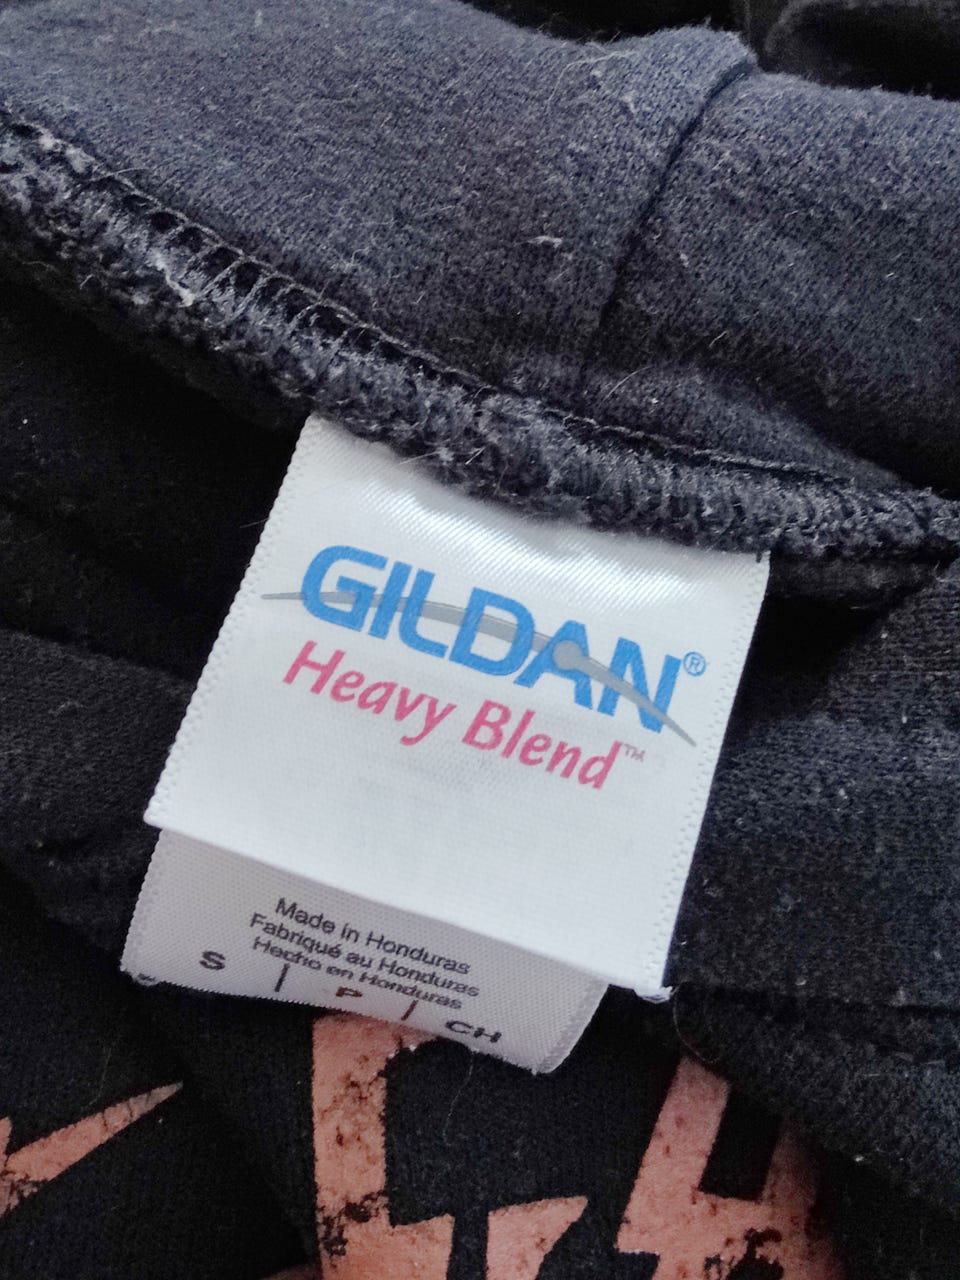 GILDAN®
Heavy Blend™
Made in Honduras
Fabriqué au Honduras
Hecho en Honduras
S | P | CH